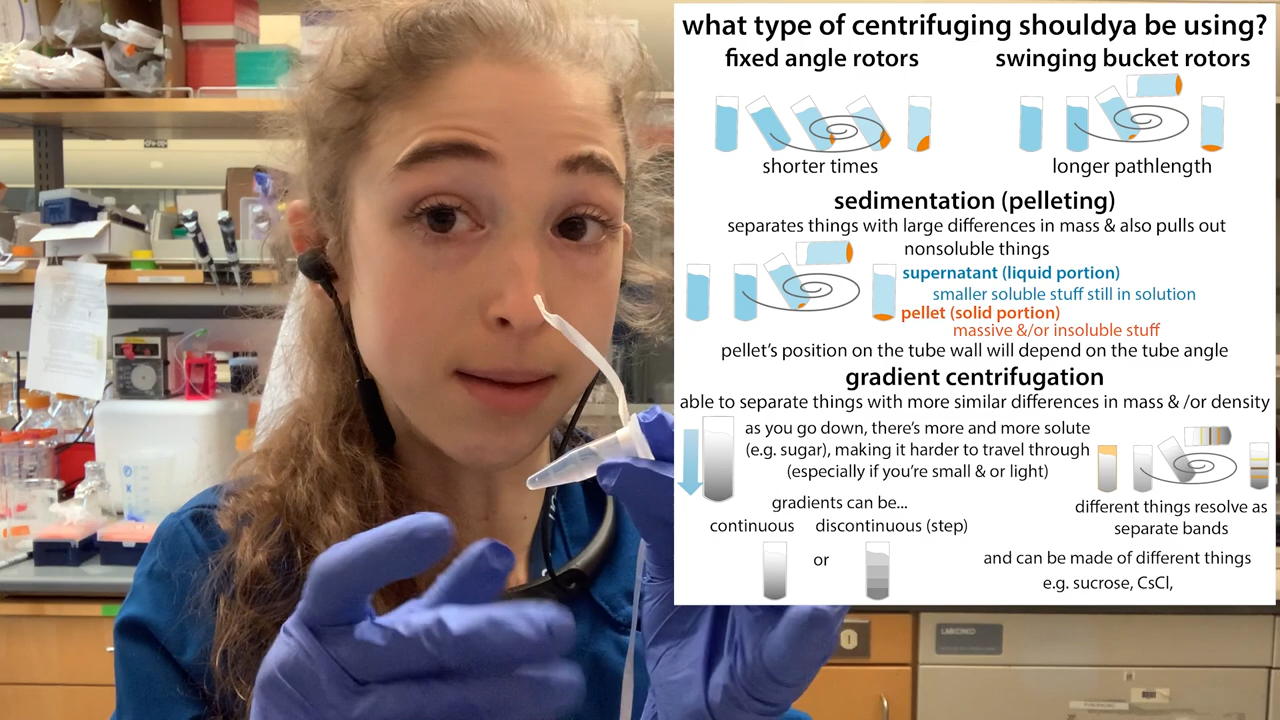 what type of centrifuging shouldya be using?
fixed angle rotors
swinging bucket rotors
shorter times
longer pathlength
sedimentation (pelleting)
separates things with large differences in mass & also pulls out
nonsoluble things
supernatant (liquid portion)
smaller soluble stuff still in solution
pellet (solid portion)
massive &/or insoluble stuff
pellet's position on the tube wall will depend on the tube angle
gradient centrifugation
able to separate things with more similar differences in mass & /or density
as you go down, there's more and more solute
(e.g. sugar), making it harder to travel through
(especially if you're small & or light)
different things resolve as
separate bands
gradients can be...
continuous
discontinuous (step)
or
and can be made of different things
e.g. sucrose, CsCl,
LABCONCO